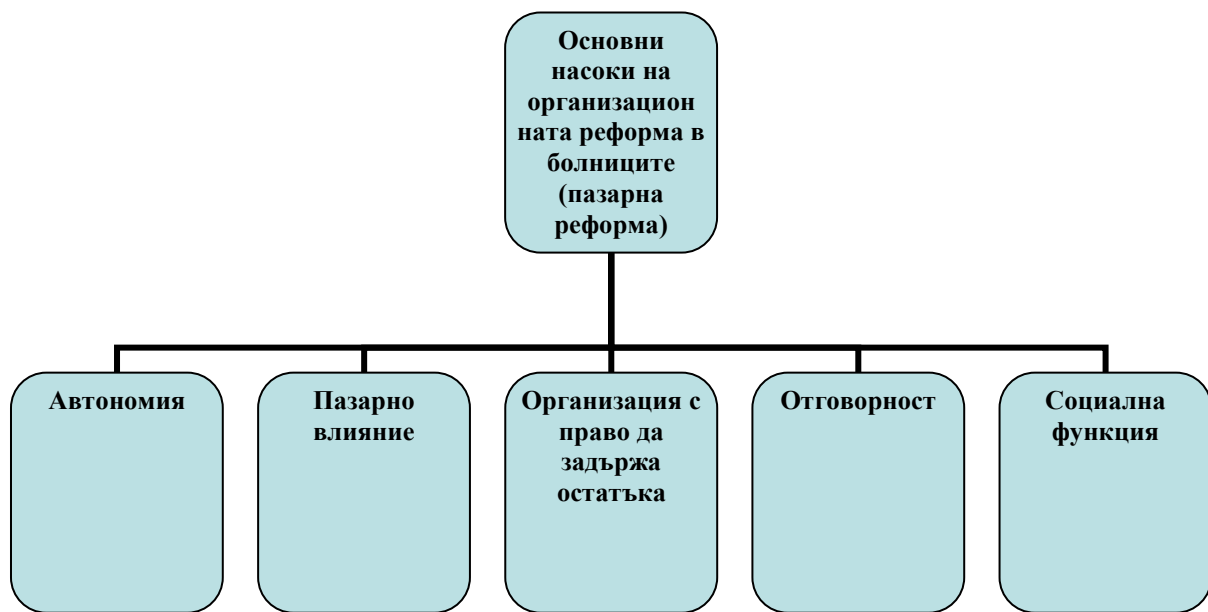 Основни
насоки на
организацион
ната реформа в
болниците
(пазарна
реформа)
Автономия
Пазарно
влияние
Организация с
право да
задържа
остатъка
Отговорност
Социална
функция